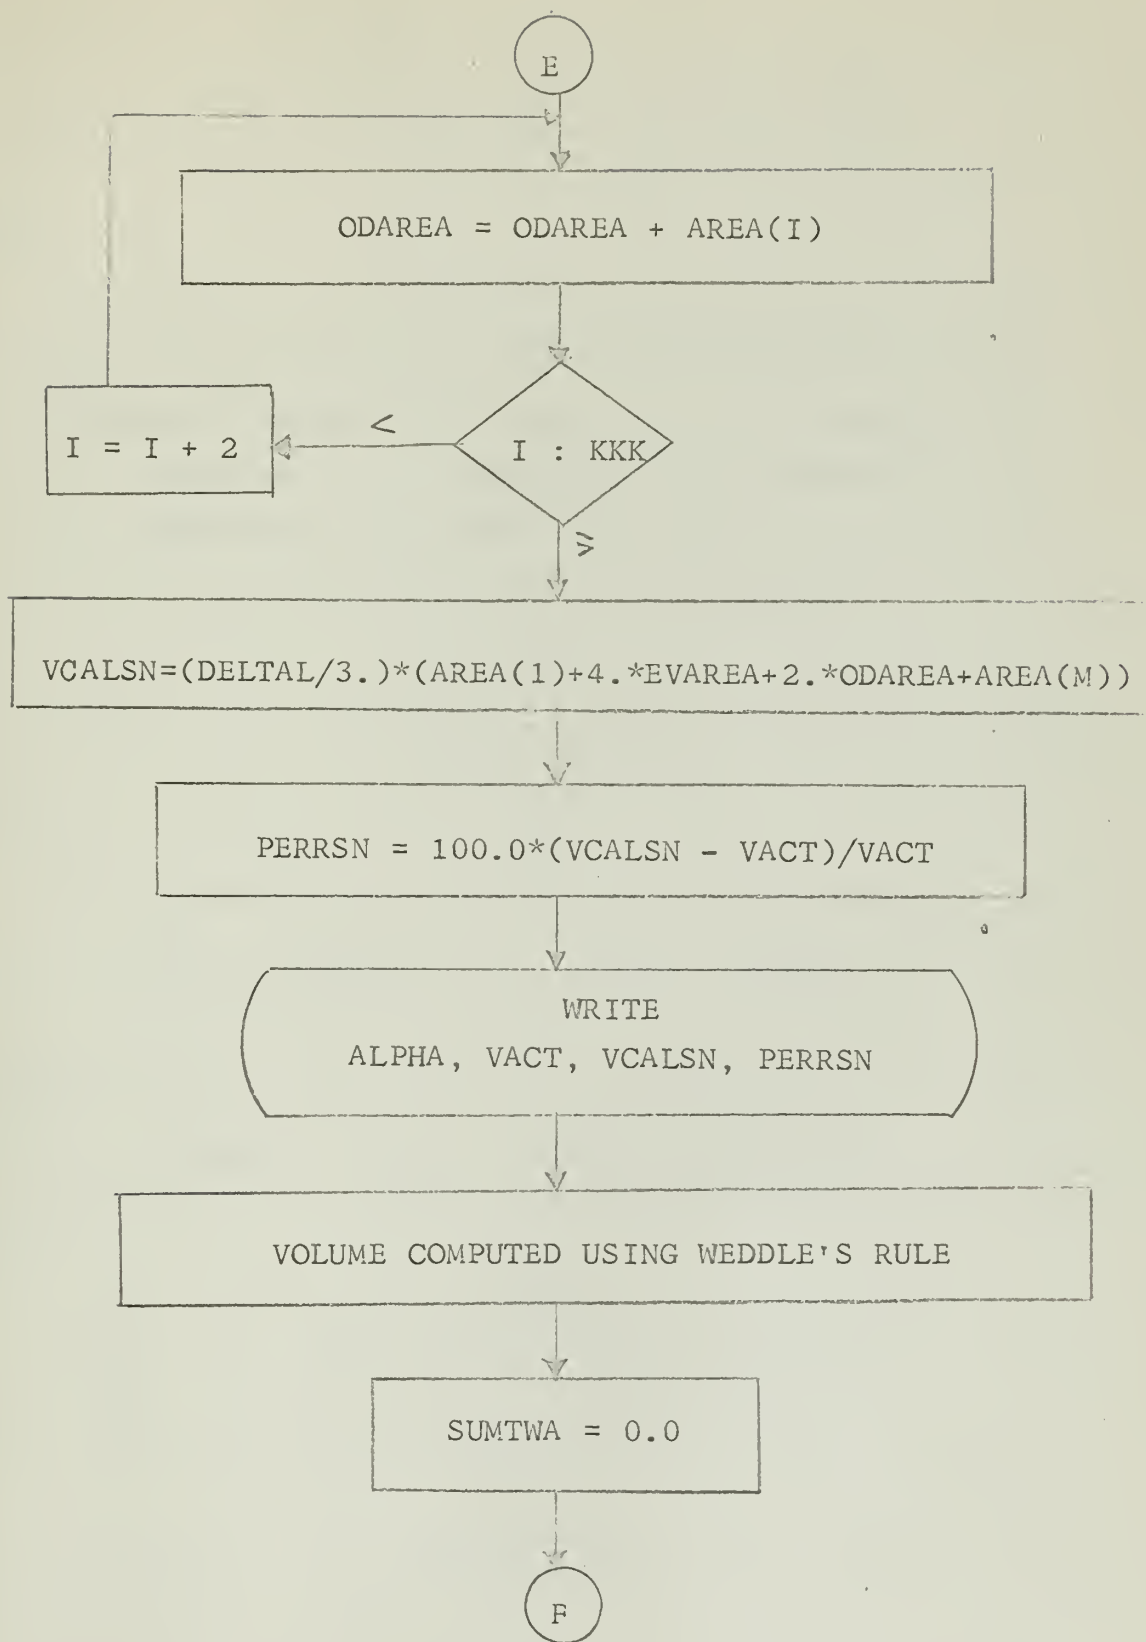 E
ODAREA = ODAREA + AREA(I)
I = I + 2
<
I : KKK
≥
VCALSN=(DELTAL/3.)*(AREA(1)+4.*EVAREA+2.*ODAREA+AREA(M))
PERRSN = 100.0*(VCALSN - VACT)/VACT
WRITE
ALPHA, VACT, VCALSN, PERRSN
VOLUME COMPUTED USING WEDDLE'S RULE
SUMTWA = 0.0
F